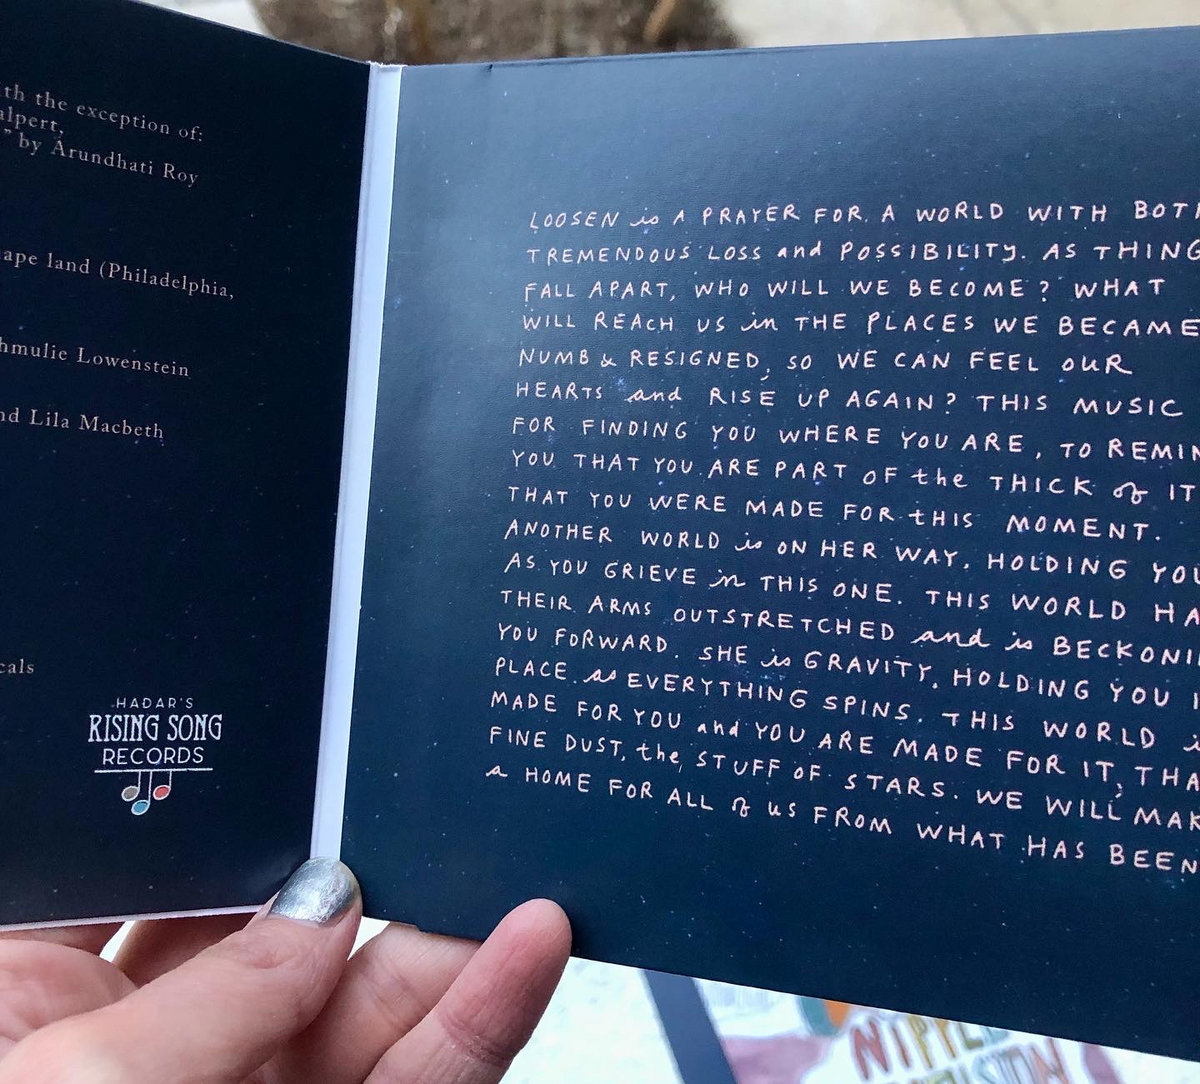 th the exception of:
alpert,
" by Arundhati Roy
ape land (Philadelphia,
hmulie Lowenstein
nd Lila Macbeth
cals
HADAR'S
RISING SONG
RECORDS
LOOSEN is A PRAYER FOR A WORLD WITH BOTH
TREMENDOUS LOSS and POSSIBILITY. AS THING
FALL APART, WHO WILL WE BECOME? WHAT
WILL REACH US in THE PLACES WE BECAME
NUMB & RESIGNED, SO WE CAN FEEL OUR
HEARTS and RISE UP AGAIN? THIS MUSIC
FOR FINDING YOU WHERE YOU ARE, TO REMIN
YOU THAT YOU ARE PART OF the THICK of IT
THAT YOU WERE MADE FOR tHIS MOMENT.
ANOTHER WORLD is ON HER WAY, HOLDING YOU
AS YOU GRIEVE in THIS ONE. THIS WORLD HA
THEIR ARMS OUTSTRETCHED and is BECKONI
YOU FORWARD. SHE is GRAVITY, HOLDING YOU
PLACE as EVERYTHING SPINS. THIS WORLD i
MADE FOR YOU and YOU ARE MADE FOR IT, THA
FINE DUST, the STUFF OF STARS. WE WILL MAK
a HOME FOR ALL of us FROM WHAT HAS BEEN